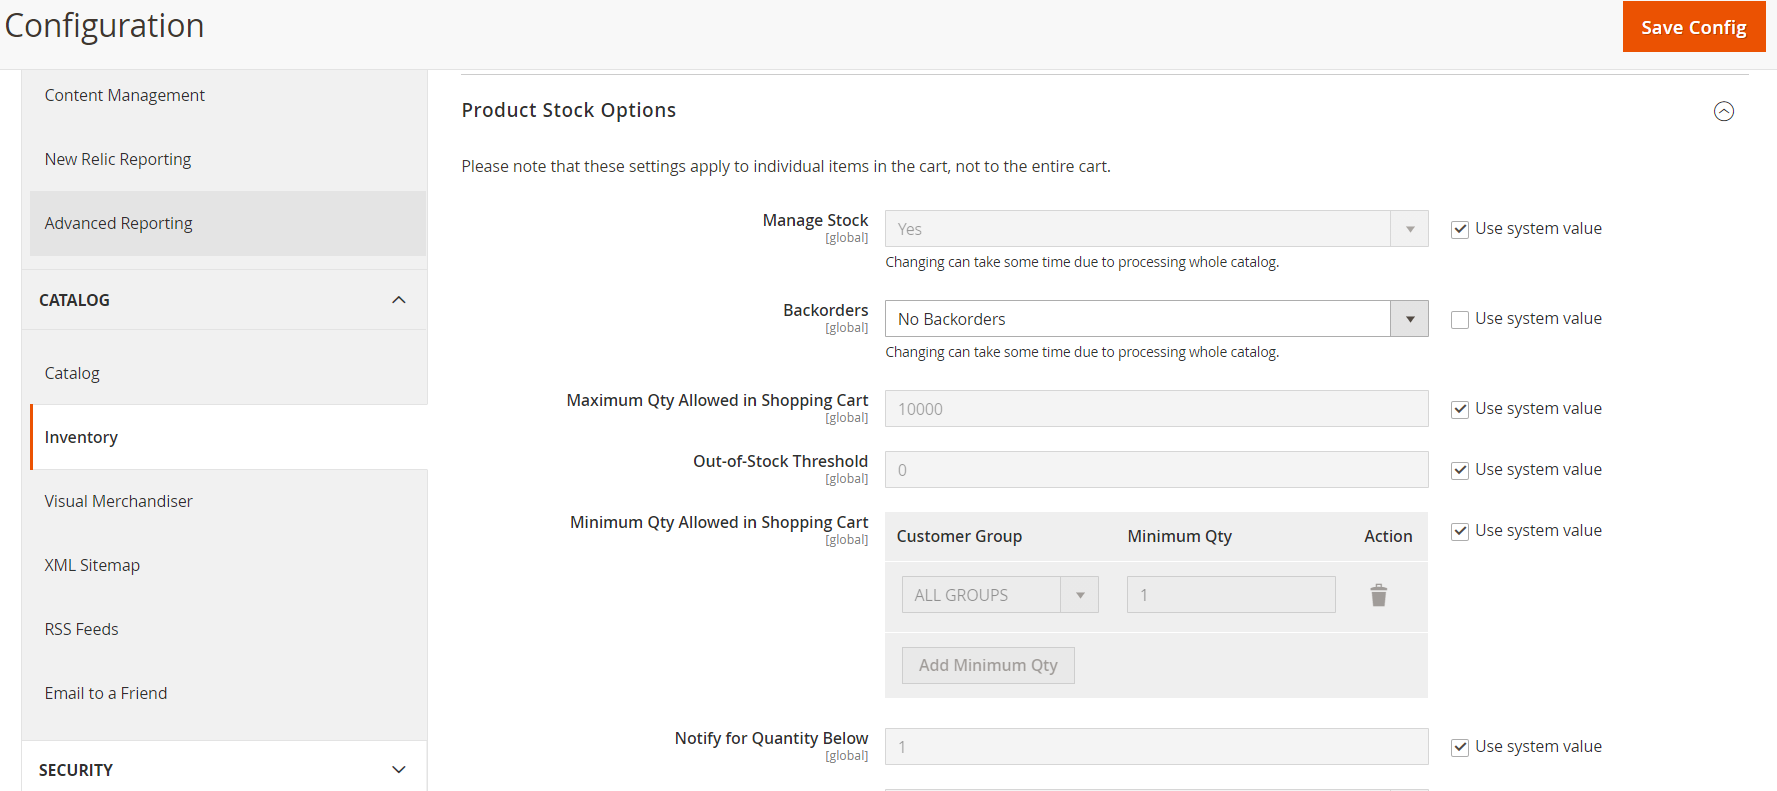 Configuration
Save Config
Content Management
New Relic Reporting
Advanced Reporting
CATALOG
Catalog
Inventory
Visual Merchandiser
XML Sitemap
RSS Feeds
Email to a Friend
SECURITY
Product Stock Options
Please note that these settings apply to individual items in the cart, not to the entire cart.
Manage Stock
[global]
Yes
Use system value
Changing can take some time due to processing whole catalog.
Backorders
[global]
No Backorders
Use system value
Changing can take some time due to processing whole catalog.
Maximum Qty Allowed in Shopping Cart
[global]
10000
Use system value
Out-of-Stock Threshold
[global]
0
Use system value
Minimum Qty Allowed in Shopping Cart
[global]
Customer Group Minimum Qty Action
Use system value
ALL GROUPS 1
Add Minimum Qty
Notify for Quantity Below
[global]
1
Use system value